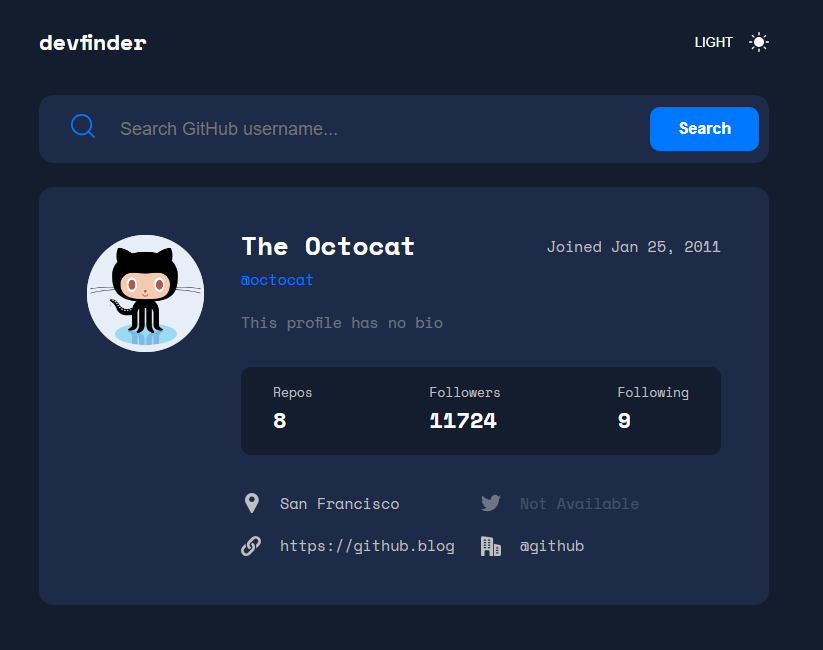 devfinder
LIGHT
Search GitHub username...
Search
The Octocat
Joined Jan 25, 2011
@octocat
This profile has no bio
Repos
Followers
Following
8
11724
9
San Francisco
Not Available
https://github.blog
@github